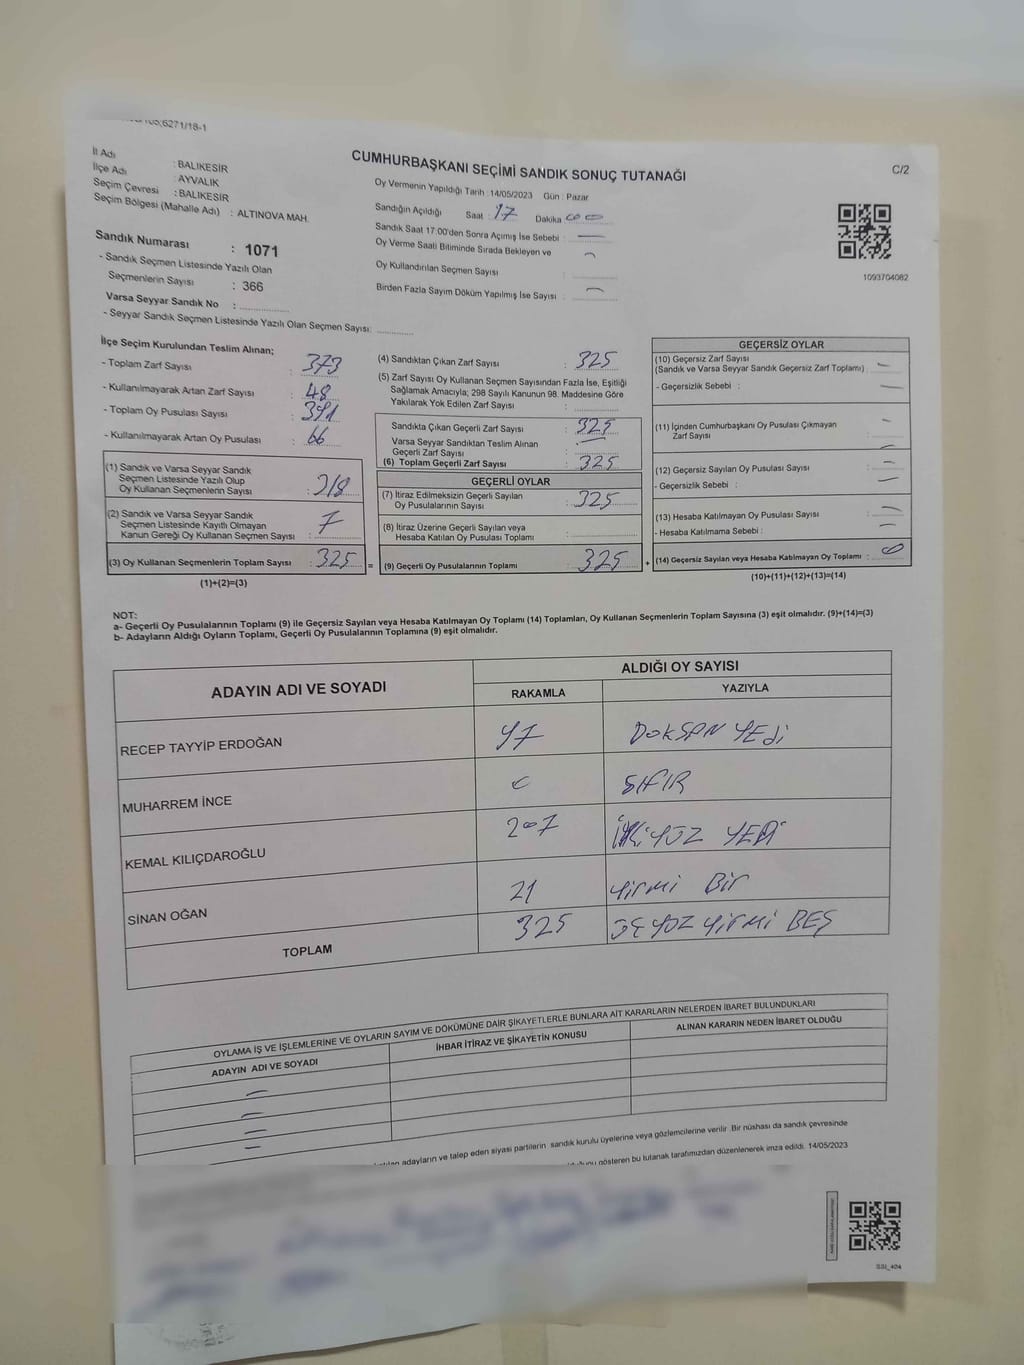 6271/18-1
C/2
İl Adı : BALIKESİR
İlçe Adı : AYVALIK
Seçim Çevresi : BALIKESİR
Seçim Bölgesi (Mahalle Adı) : ALTINOVA MAH.
Sandık Numarası : 1071
- Sandık Seçmen Listesinde Yazılı Olan
Seçmenlerin Sayısı : 366
Varsa Seyyar Sandık No :
- Seyyar Sandık Seçmen Listesinde Yazılı Olan Seçmen Sayısı:
CUMHURBAŞKANI SEÇİMİ SANDIK SONUÇ TUTANAĞI
Oy Vermenin Yapıldığı Tarih : 14/05/2023 Gün : Pazar
Sandığın Açıldığı Saat : 17 Dakika 00
Sandık Saat 17:00'den Sonra Açımış İse Sebebi : —
Oy Verme Saati Bitiminde Sırada Bekleyen ve
Oy Kullandırılan Seçmen Sayısı :
Birden Fazla Sayım Döküm Yapılmış İse Sayısı : —
1093704082
İlçe Seçim Kurulundan Teslim Alınan;
- Toplam Zarf Sayısı : 373
- Kullanılmayarak Artan Zarf Sayısı : 48
- Toplam Oy Pusulası Sayısı : 391
- Kullanılmayarak Artan Oy Pusulası : 66
(1) Sandık ve Varsa Seyyar Sandık
Seçmen Listesinde Yazılı Olup
Oy Kullanan Seçmenlerin Sayısı : 318
(2) Sandık ve Varsa Seyyar Sandık
Seçmen Listesinde Kayıtlı Olmayan
Kanun Gereği Oy Kullanan Seçmen Sayısı : 7
(3) Oy Kullanan Seçmenlerin Toplam Sayısı : 325
(1)+(2)=(3)
(4) Sandıktan Çıkan Zarf Sayısı : 325
(5) Zarf Sayısı Oy Kullanan Seçmen Sayısından Fazla İse, Eşitliği
Sağlamak Amacıyla; 298 Sayılı Kanunun 98. Maddesine Göre
Yakılarak Yok Edilen Zarf Sayısı :
Sandıkta Çıkan Geçerli Zarf Sayısı : 325
Varsa Seyyar Sandıktan Teslim Alınan
Geçerli Zarf Sayısı : —
(6) Toplam Geçerli Zarf Sayısı : 325
GEÇERLİ OYLAR
(7) İtiraz Edilmeksizin Geçerli Sayılan
Oy Pusulalarının Sayısı : 325
(8) İtiraz Üzerine Geçerli Sayılan veya
Hesaba Katılan Oy Pusulası Toplamı :
= (9) Geçerli Oy Pusulalarının Toplamı : 325 +
GEÇERSİZ OYLAR
(10) Geçersiz Zarf Sayısı
(Sandık ve Varsa Seyyar Sandık Geçersiz Zarf Toplamı) : —
- Geçersizlik Sebebi : —
(11) İçinden Cumhurbaşkanı Oy Pusulası Çıkmayan
Zarf Sayısı : —
(12) Geçersiz Sayılan Oy Pusulası Sayısı : —
- Geçersizlik Sebebi : —
(13) Hesaba Katılmayan Oy Pusulası Sayısı : —
- Hesaba Katılmama Sebebi : —
(14) Geçersiz Sayılan veya Hesaba Katılmayan Oy Toplamı : 0
(10)+(11)+(12)+(13)=(14)
NOT:
a- Geçerli Oy Pusulalarının Toplamı (9) ile Geçersiz Sayılan veya Hesaba Katılmayan Oy Toplamı (14) Toplamları, Oy Kullanan Seçmenlerin Toplam Sayısına (3) eşit olmalıdır. (9)+(14)=(3)
b- Adayların Aldığı Oyların Toplamı, Geçerli Oy Pusulalarının Toplamına (9) eşit olmalıdır.
ADAYIN ADI VE SOYADI ALDIĞI OY SAYISI
RAKAMLA YAZIYLA
RECEP TAYYİP ERDOĞAN 97 DOKSAN YEDİ
MUHARREM İNCE 0 SIFIR
KEMAL KILIÇDAROĞLU 207 İKİ YÜZ YEDİ
SİNAN OĞAN 21 YİRMİ BİR
TOPLAM 325 ÜÇ YÜZ YİRMİ BEŞ
OYLAMA İŞ VE İŞLEMLERİNE VE OYLARIN SAYIM VE DÖKÜMÜNE DAİR ŞİKAYETLERLE BUNLARA AİT KARARLARIN NELERDEN İBARET BULUNDUKLARI
ADAYIN ADI VE SOYADI İHBAR İTİRAZ VE ŞİKAYETİN KONUSU ALINAN KARARIN NEDEN İBARET OLDUĞU
adayların ve talep eden siyasi partilerin sandık kurulu üyelerine veya gözlemcilerine verilir. Bir nüshası da sandık çevresinde
gösteren bu tutanak tarafımızdan düzenlenerek imza edildi. 14/05/2023
SSI_404